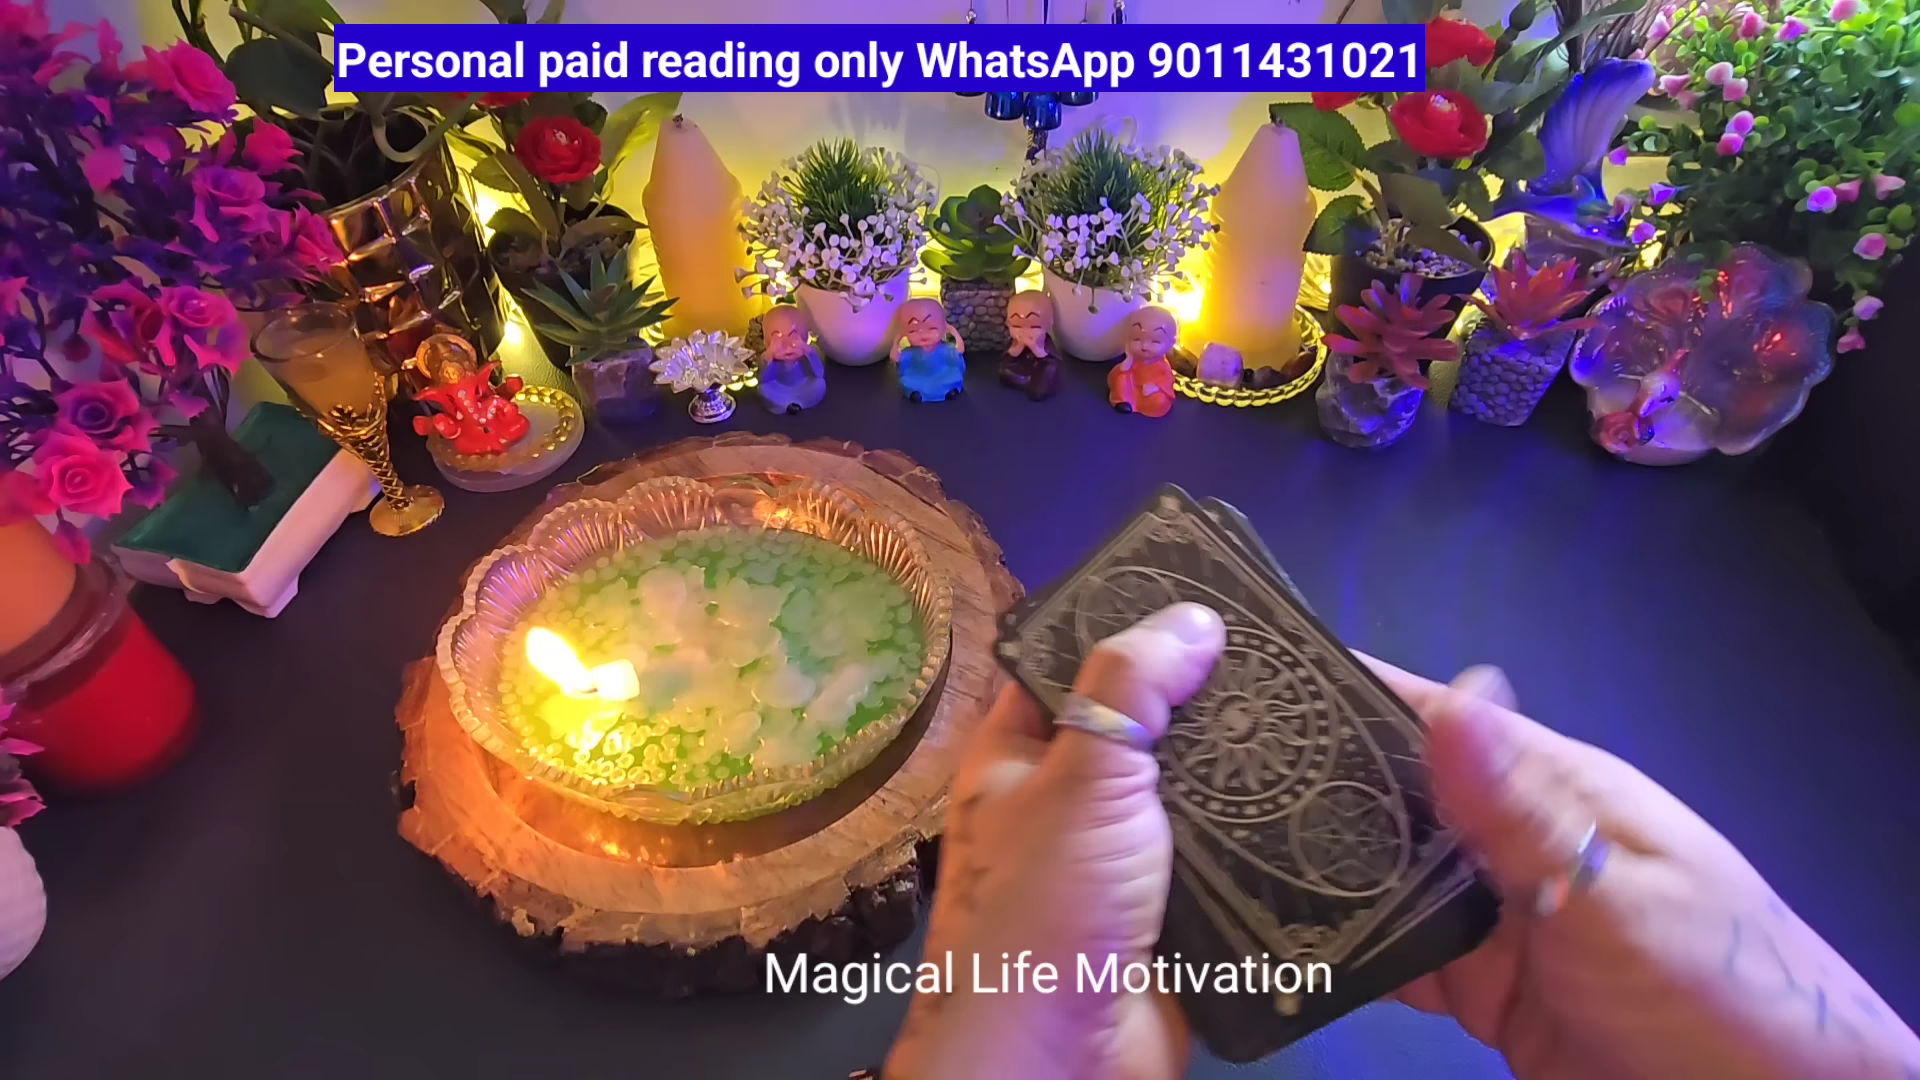 Personal paid reading only WhatsApp 9011431021
Magical Life Motivation